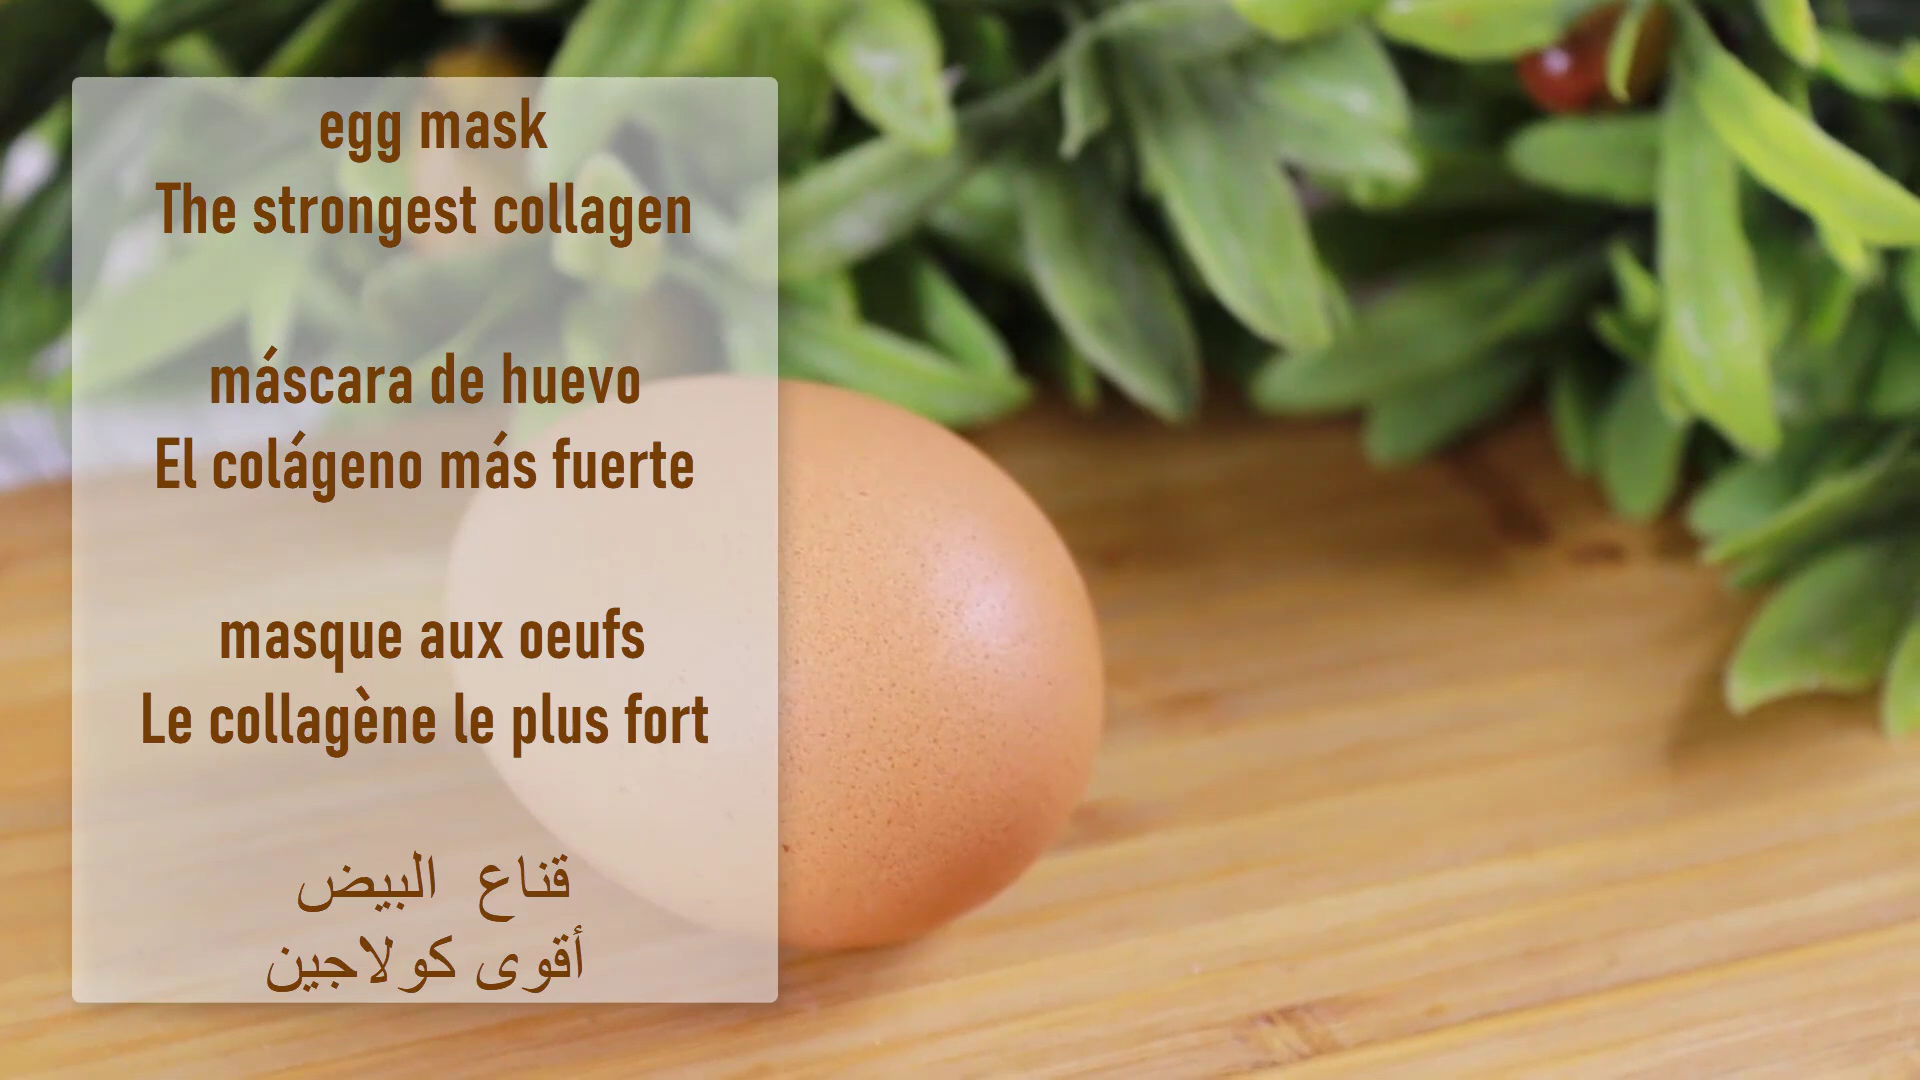 egg mask
The strongest collagen
máscara de huevo
El colágeno más fuerte
masque aux oeufs
Le collagène le plus fort
قناع البيض
أقوى كولاجين